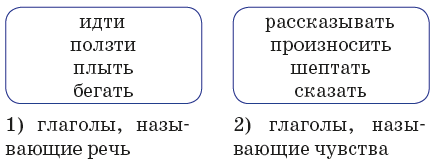 идти
ползти
плыть
бегать
1) глаголы, назы-
вающие речь
рассказывать
произносить
шептать
сказать
2) глаголы, назы-
вающие чувства